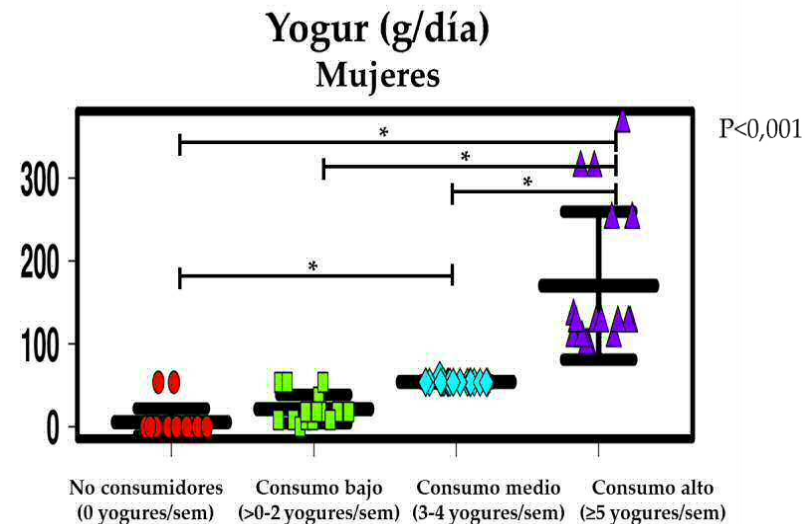 Yogur (g/día)
Mujeres
P<0,001
*
*
*
*
300
200
100
0
No consumidores
(0 yogures/sem)
Consumo bajo
(>0-2 yogures/sem)
Consumo medio
(3-4 yogures/sem)
Consumo alto
(≥5 yogures/sem)